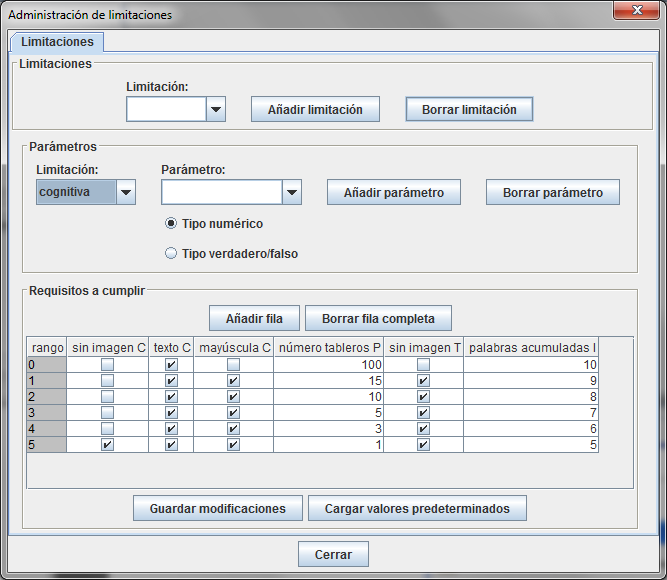 Administración de limitaciones
Limitaciones
Limitaciones
Limitación:
Añadir limitación Borrar limitación
Parámetros
Limitación: Parámetro:
cognitiva Añadir parámetro Borrar parámetro
Tipo numérico
Tipo verdadero/falso
Requisitos a cumplir
Añadir fila Borrar fila completa
rango sin imagen C texto C mayúscula C número tableros P sin imagen T palabras acumuladas I
0 100 10
1 15 9
2 10 8
3 5 7
4 3 6
5 1 5
Guardar modificaciones Cargar valores predeterminados
Cerrar